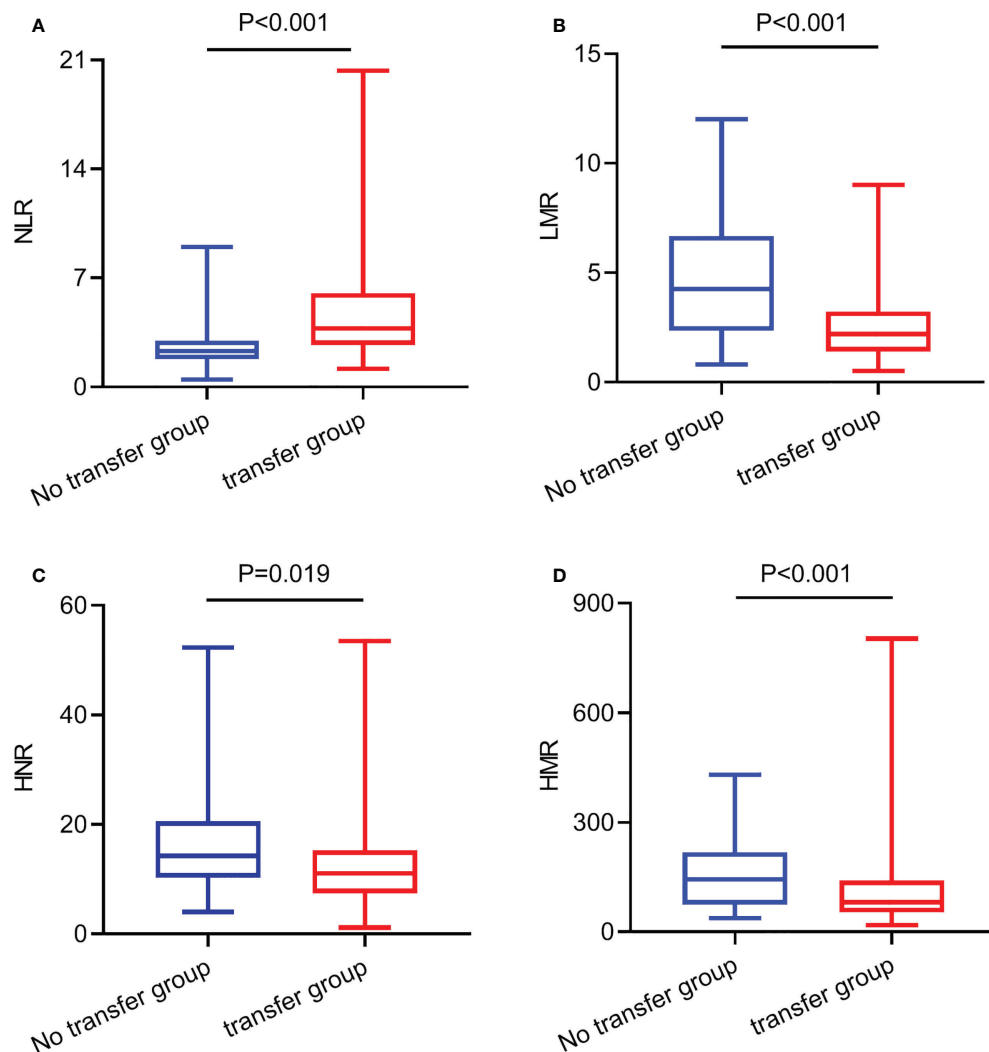 A
P<0.001
21
14
7
0
NLR
No transfer group
transfer group
B
P<0.001
15
10
5
0
LMR
No transfer group
transfer group
C
P=0.019
60
40
20
0
HNR
No transfer group
transfer group
D
P<0.001
900
600
300
0
HMR
No transfer group
transfer group